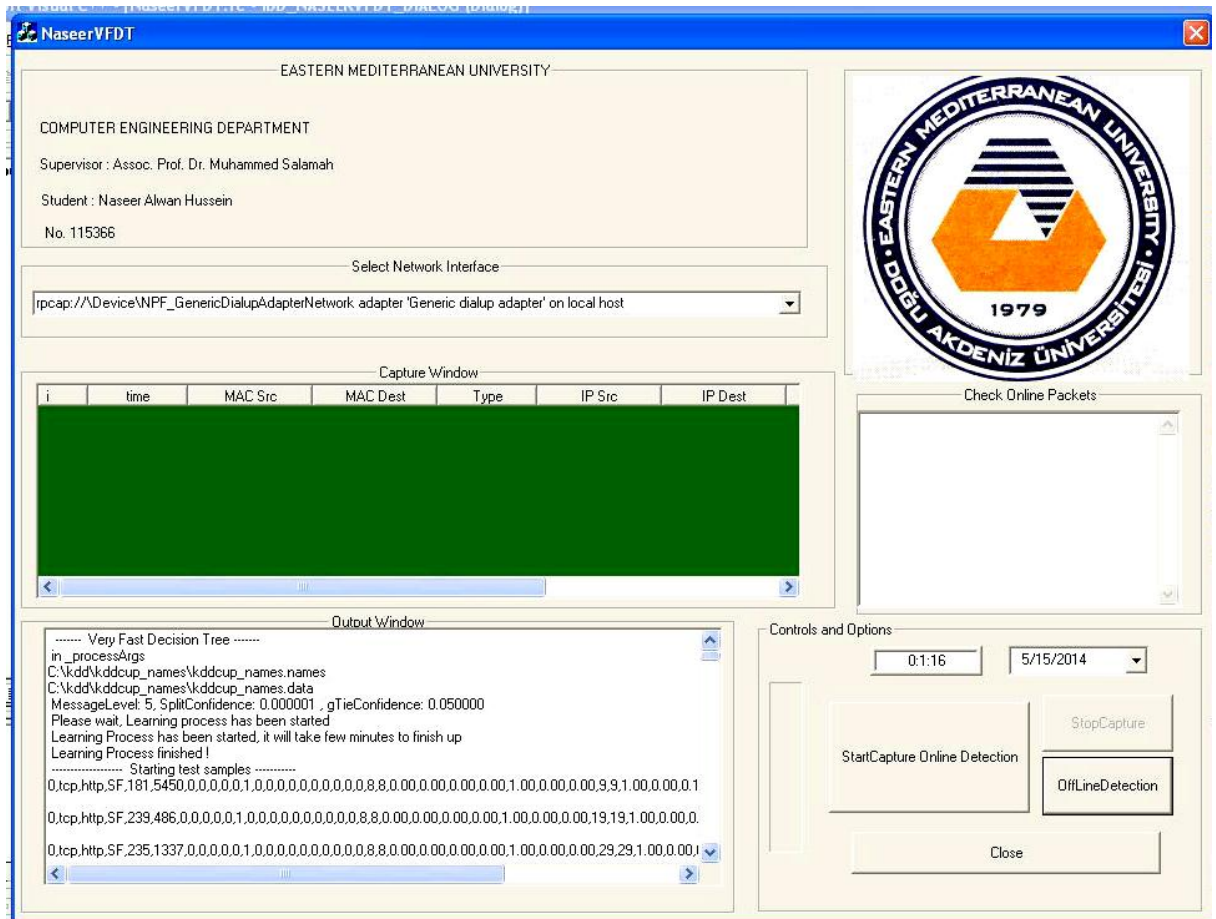 NaseerVFDT
EASTERN MEDITERRANEAN UNIVERSITY
COMPUTER ENGINEERING DEPARTMENT
Supervisor : Assoc. Prof. Dr. Muhammed Salamah
Student : Naseer Alwan Hussein
No. 115366
EASTERN MEDITERRANEAN UNIVERSITY • DOĞU AKDENİZ ÜNİVERSİTESİ •
1979
Select Network Interface
rpcap://\Device\NPF_GenericDialupAdapterNetwork adapter 'Generic dialup adapter' on local host
Capture Window
i time MAC Src MAC Dest Type IP Src IP Dest
Check Online Packets
Output Window
------- Very Fast Decision Tree -------
in _processArgs
C:\kdd\kddcup_names\kddcup_names.names
C:\kdd\kddcup_names\kddcup_names.data
MessageLevel: 5, SplitConfidence: 0.000001 , gTieConfidence: 0.050000
Please wait, Learning process has been started
Learning Process has been started, it will take few minutes to finish up
Learning Process finished !
------------------ Starting test samples -----------
0,tcp,http,SF,181,5450,0,0,0,0,0,1,0,0,0,0,0,0,0,0,0,0,8,8,0.00,0.00,0.00,0.00,1.00,0.00,0.00,9,9,1.00,0.00,0.1
0,tcp,http,SF,239,486,0,0,0,0,0,1,0,0,0,0,0,0,0,0,0,0,8,8,0.00,0.00,0.00,0.00,1.00,0.00,0.00,19,19,1.00,0.00,0.
0,tcp,http,SF,235,1337,0,0,0,0,0,1,0,0,0,0,0,0,0,0,0,0,8,8,0.00,0.00,0.00,0.00,1.00,0.00,0.00,29,29,1.00,0.00,
Controls and Options
0:1:16
5/15/2014
StartCapture Online Detection
StopCapture
OffLineDetection
Close